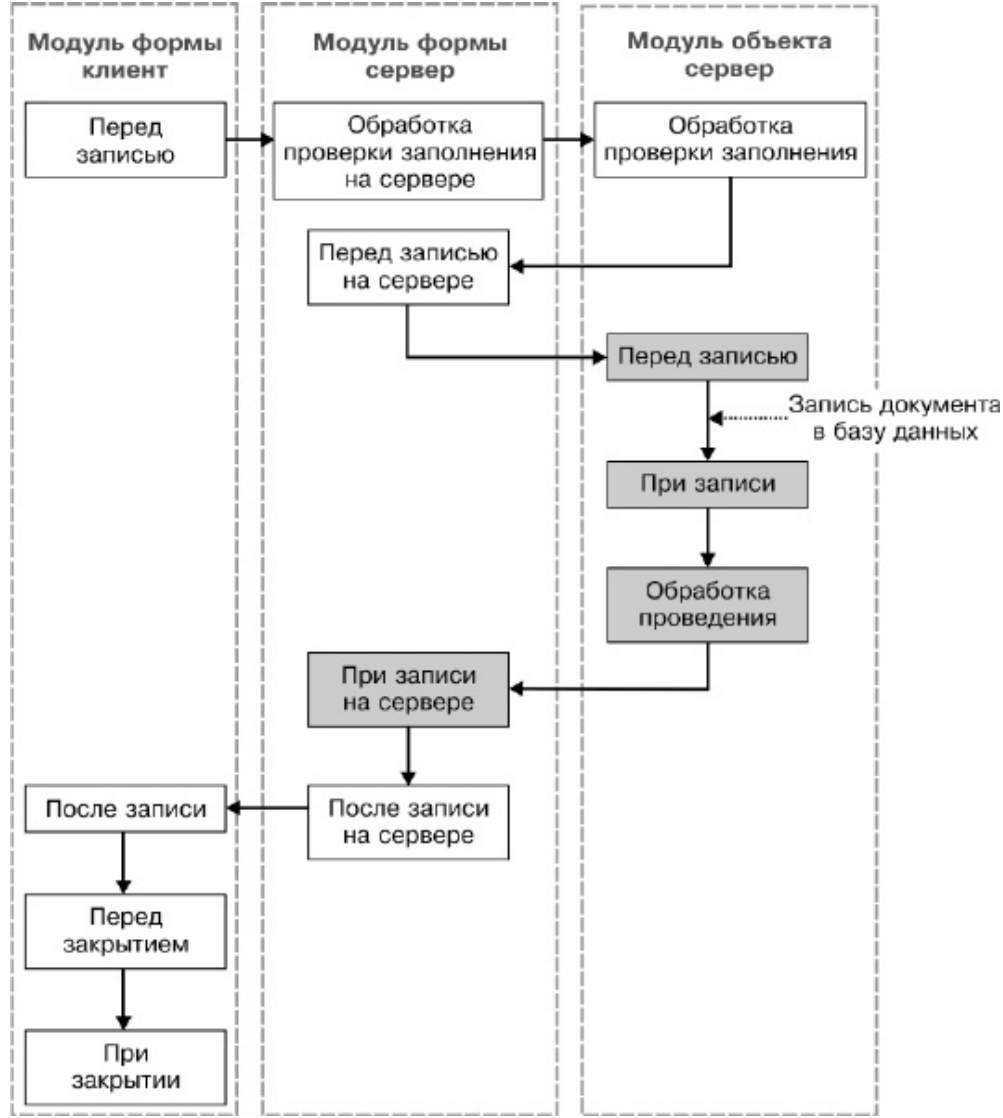 Модуль формы
клиент
Модуль формы
сервер
Модуль объекта
сервер
Перед
записью
Обработка
проверки заполнения
на сервере
Обработка
проверки заполнения
Перед записью
на сервере
Перед записью
Запись документа
в базу данных
При записи
Обработка
проведения
При записи
на сервере
После записи
После записи
на сервере
Перед
закрытием
При
закрытии